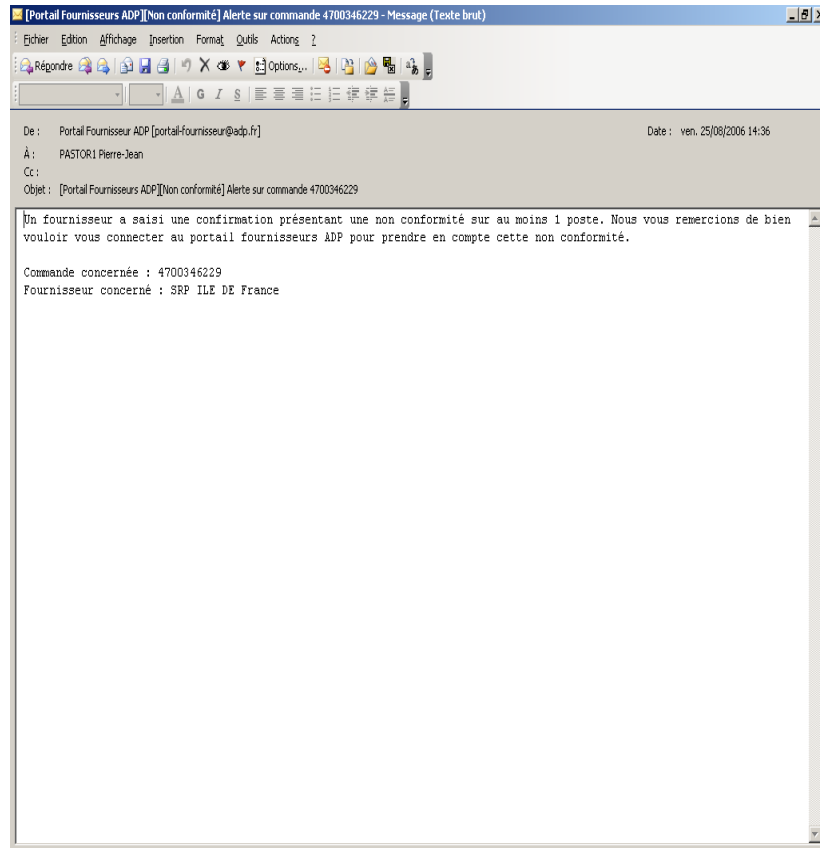 [Portail Fournisseurs ADP][Non conformité] Alerte sur commande 4700346229 - Message (Texte brut)
Fichier Edition Affichage Insertion Format Outils Actions ?
Répondre Options...
G I S
De : Portail Fournisseur ADP [portail-fournisseur@adp.fr] Date : ven. 25/08/2006 14:36
À : PASTOR1 Pierre-Jean
Cc :
Objet : [Portail Fournisseurs ADP][Non conformité] Alerte sur commande 4700346229
Un fournisseur a saisi une confirmation présentant une non conformité sur au moins 1 poste. Nous vous remercions de bien
vouloir vous connecter au portail fournisseurs ADP pour prendre en compte cette non conformité.
Commande concernée : 4700346229
Fournisseur concerné : SRP ILE DE France